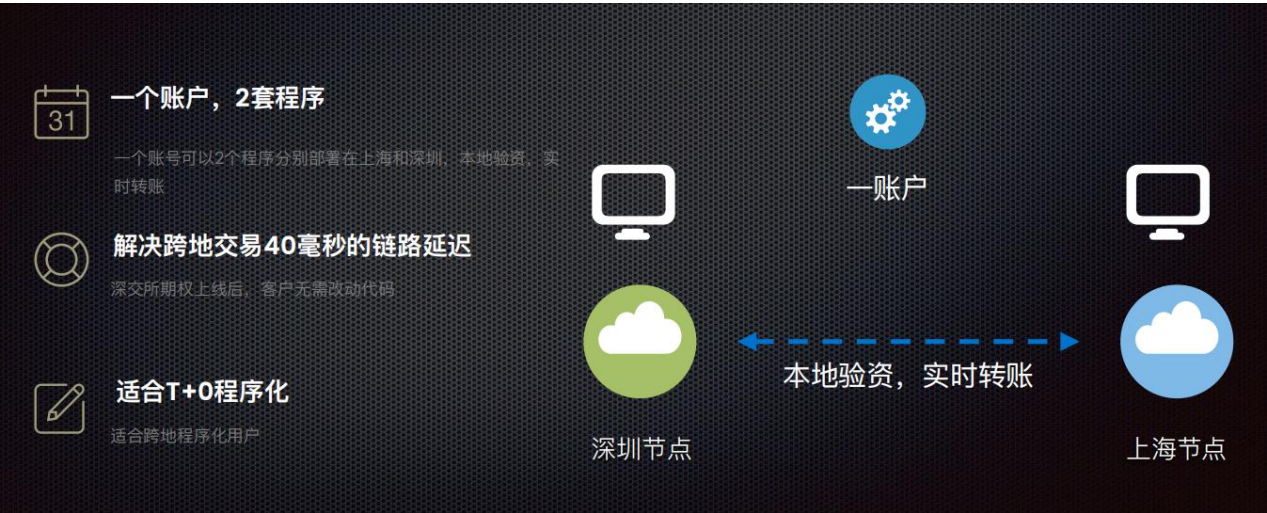 31
一个账户，2套程序
一个账号可以2个程序分别部署在上海和深圳，本地验资，实
时转账
解决跨地交易40毫秒的链路延迟
深交所期权上线后，客户无需改动代码
适合T+0程序化
适合跨地程序化用户
一账户
本地验资，实时转账
深圳节点
上海节点